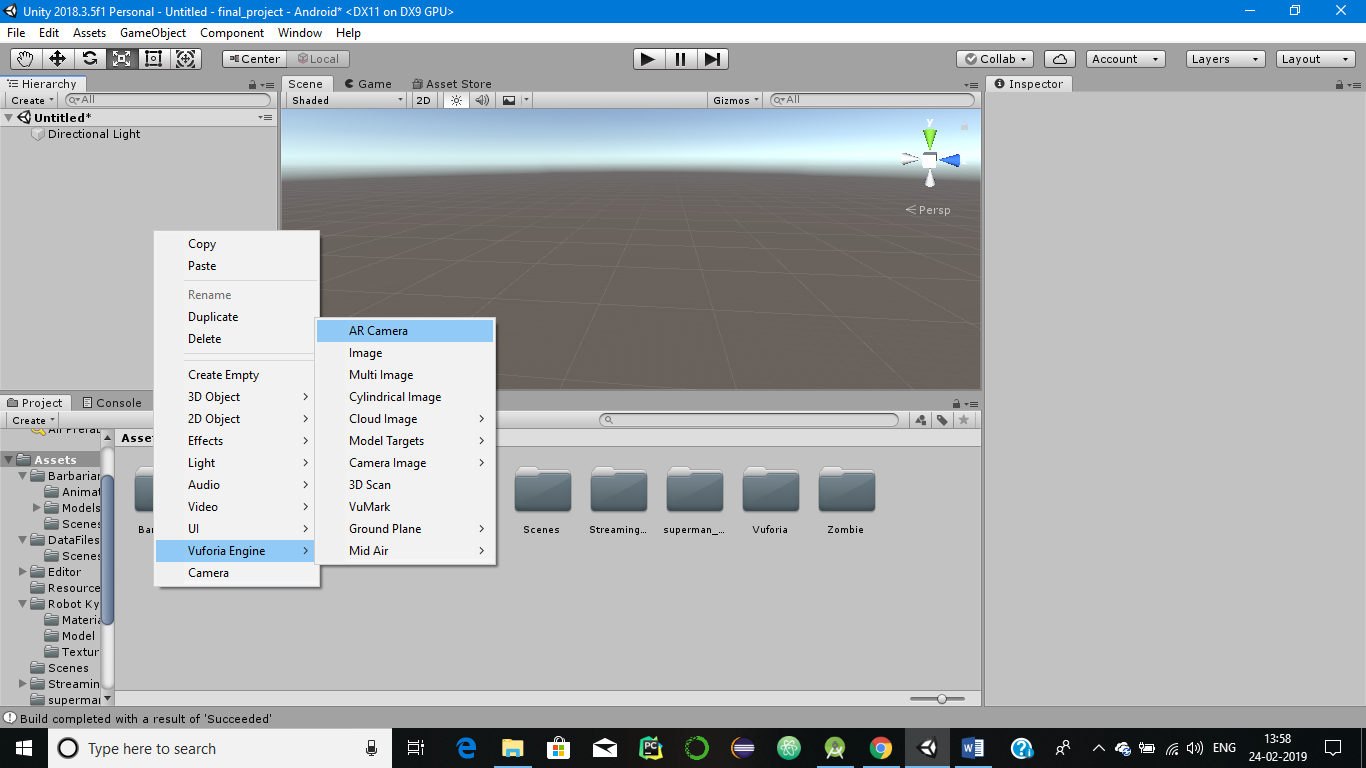 Unity 2018.3.5f1 Personal - Untitled - final_project - Android* <DX11 on DX9 GPU>
File Edit Assets GameObject Component Window Help
Center Local Collab Account Layers Layout
Hierarchy
Create All
Untitled*
Directional Light
Scene Game Asset Store
Shaded 2D Gizmos All
y
Persp
Inspector
Copy
Paste
Rename
Duplicate
Delete
Create Empty
3D Object
2D Object
Effects
Light
Audio
Video
UI
Vuforia Engine
Camera
AR Camera
Image
Multi Image
Cylindrical Image
Cloud Image
Model Targets
Camera Image
3D Scan
VuMark
Ground Plane
Mid Air
Project Console
Create
All Prefab
Assets
Barbarian
Animat
Models
Scenes
DataFiles
Scenes
Editor
Resource
Robot Ky
Materia
Model
Textur
Scenes
Streamin
superman
Asset
Bar
Scenes Streaming... superman_... Vuforia Zombie
Build completed with a result of 'Succeeded'
Type here to search
PC
W
ENG
13:58
24-02-2019